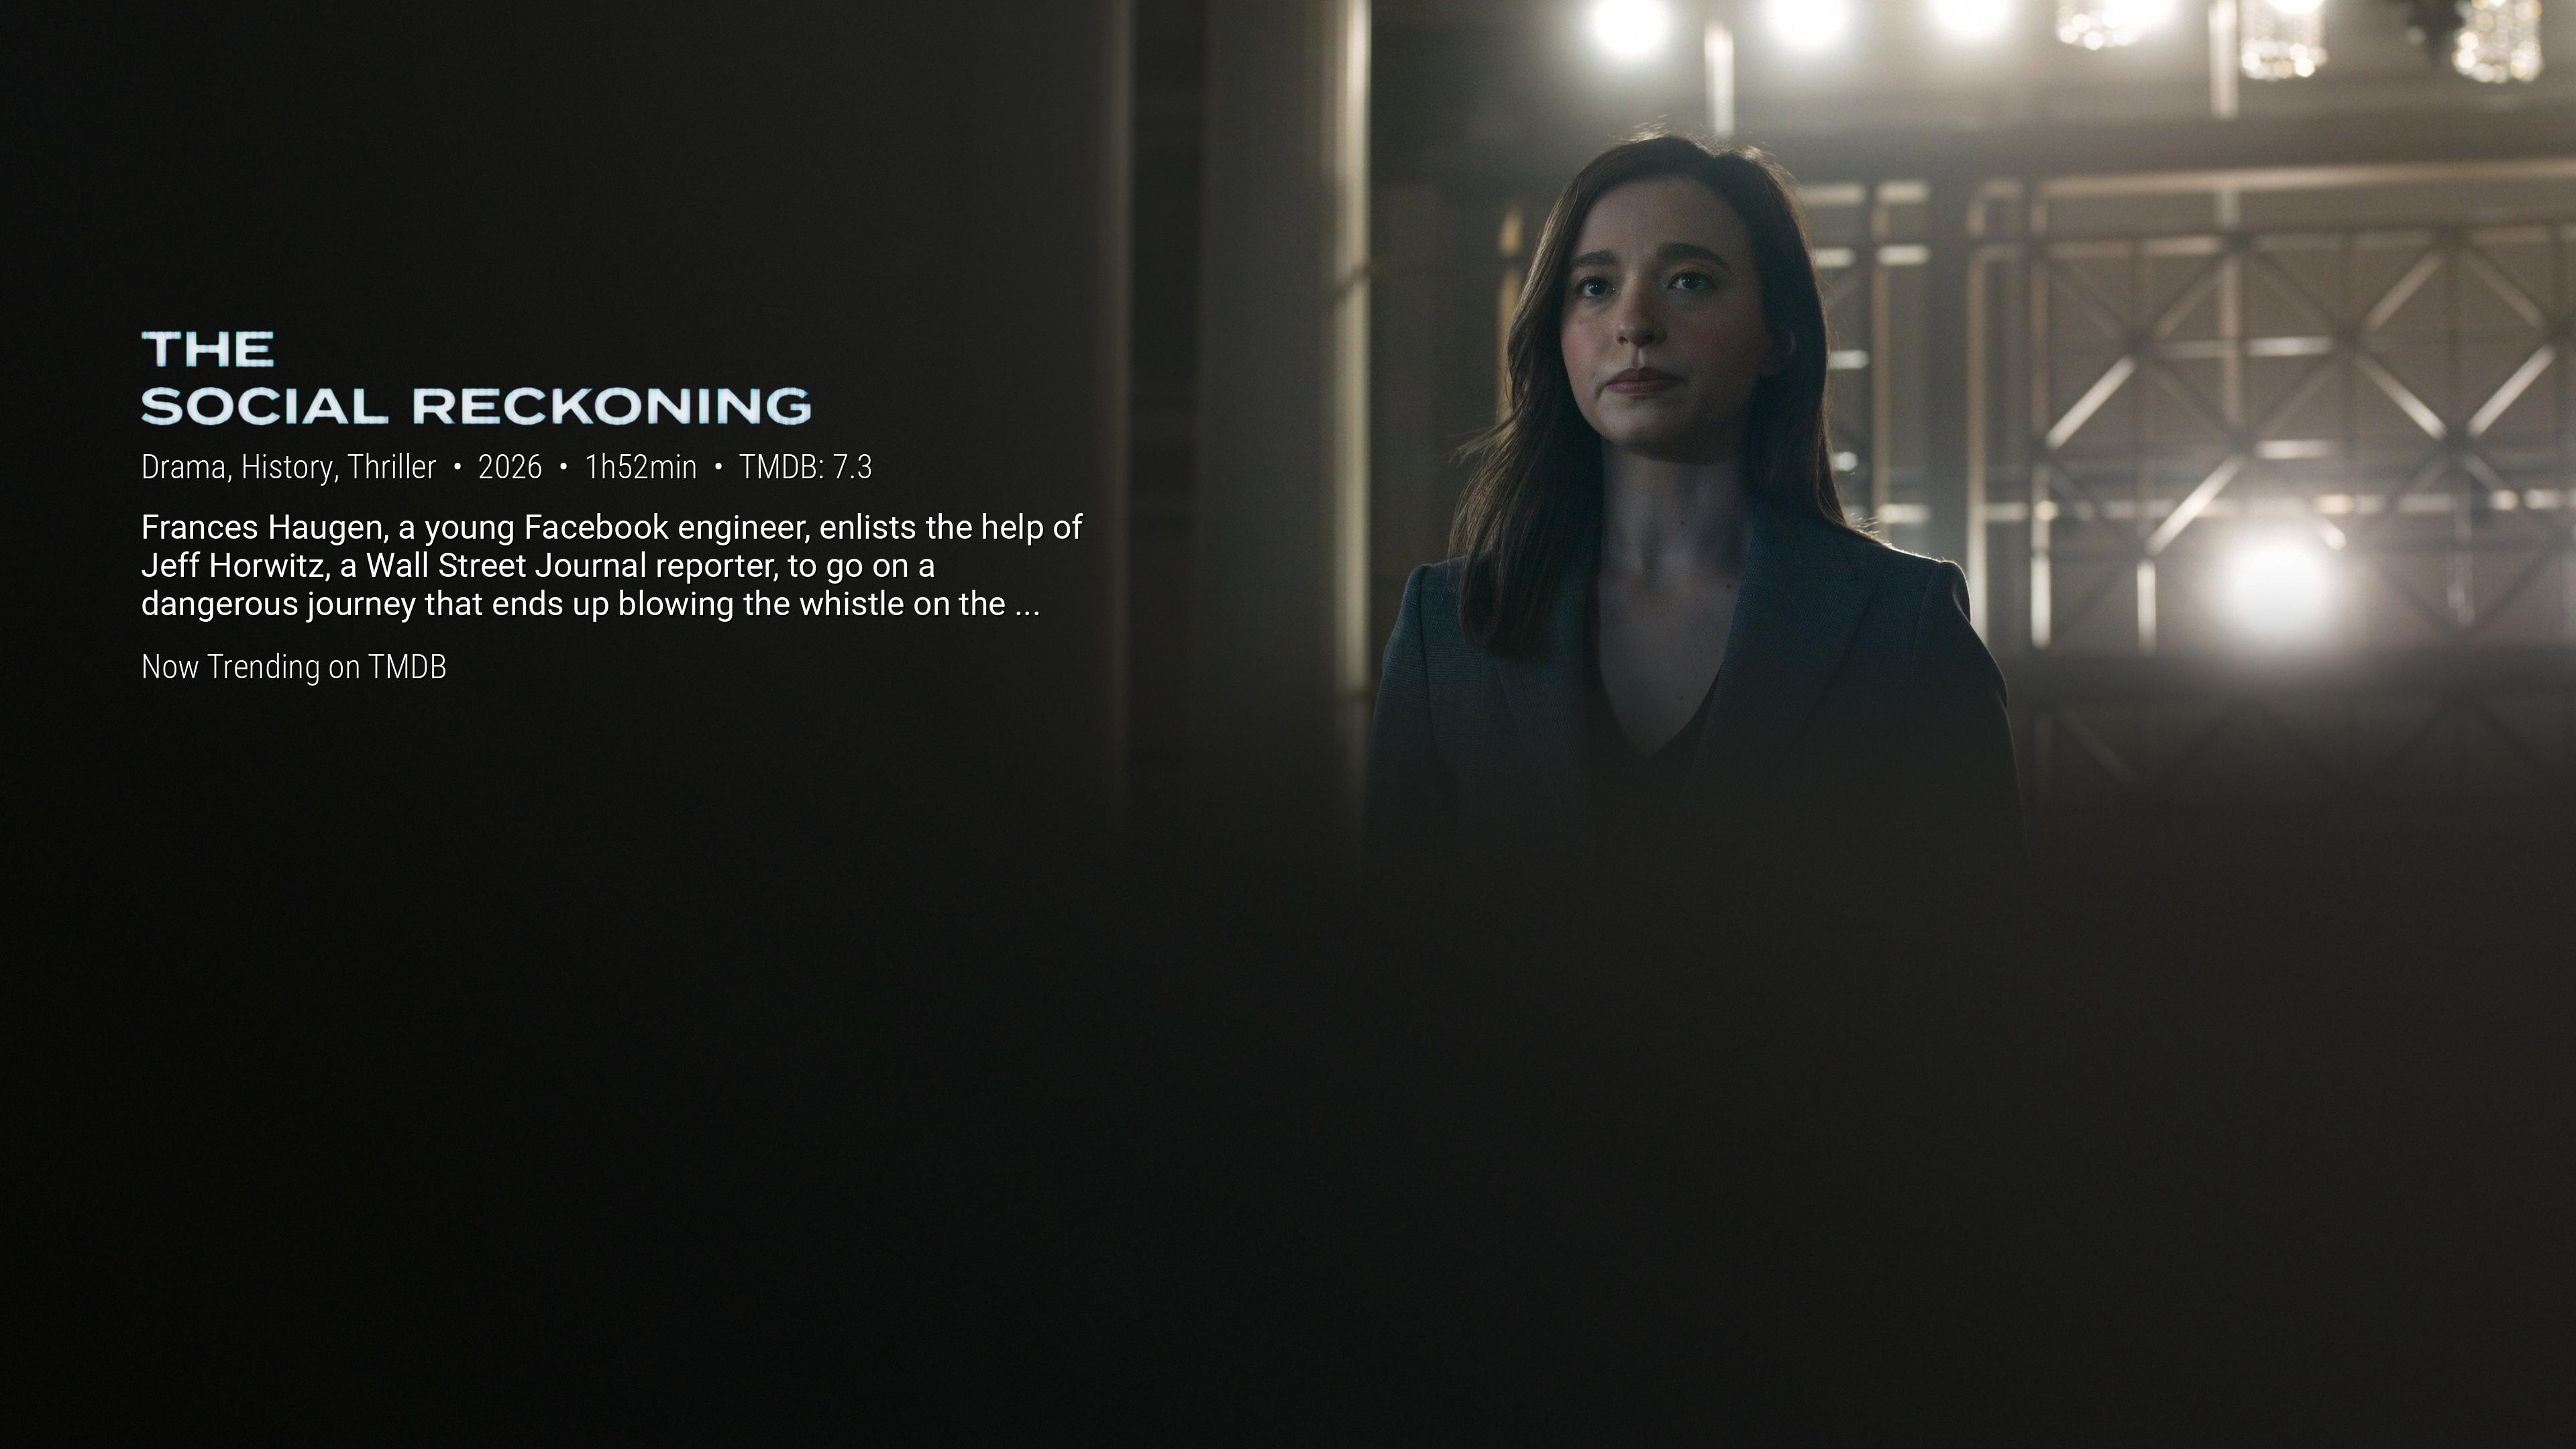 THE
SOCIAL RECKONING
Drama, History, Thriller • 2026 • 1h52min • TMDB: 7.3
Frances Haugen, a young Facebook engineer, enlists the help of
Jeff Horwitz, a Wall Street Journal reporter, to go on a
dangerous journey that ends up blowing the whistle on the ...
Now Trending on TMDB